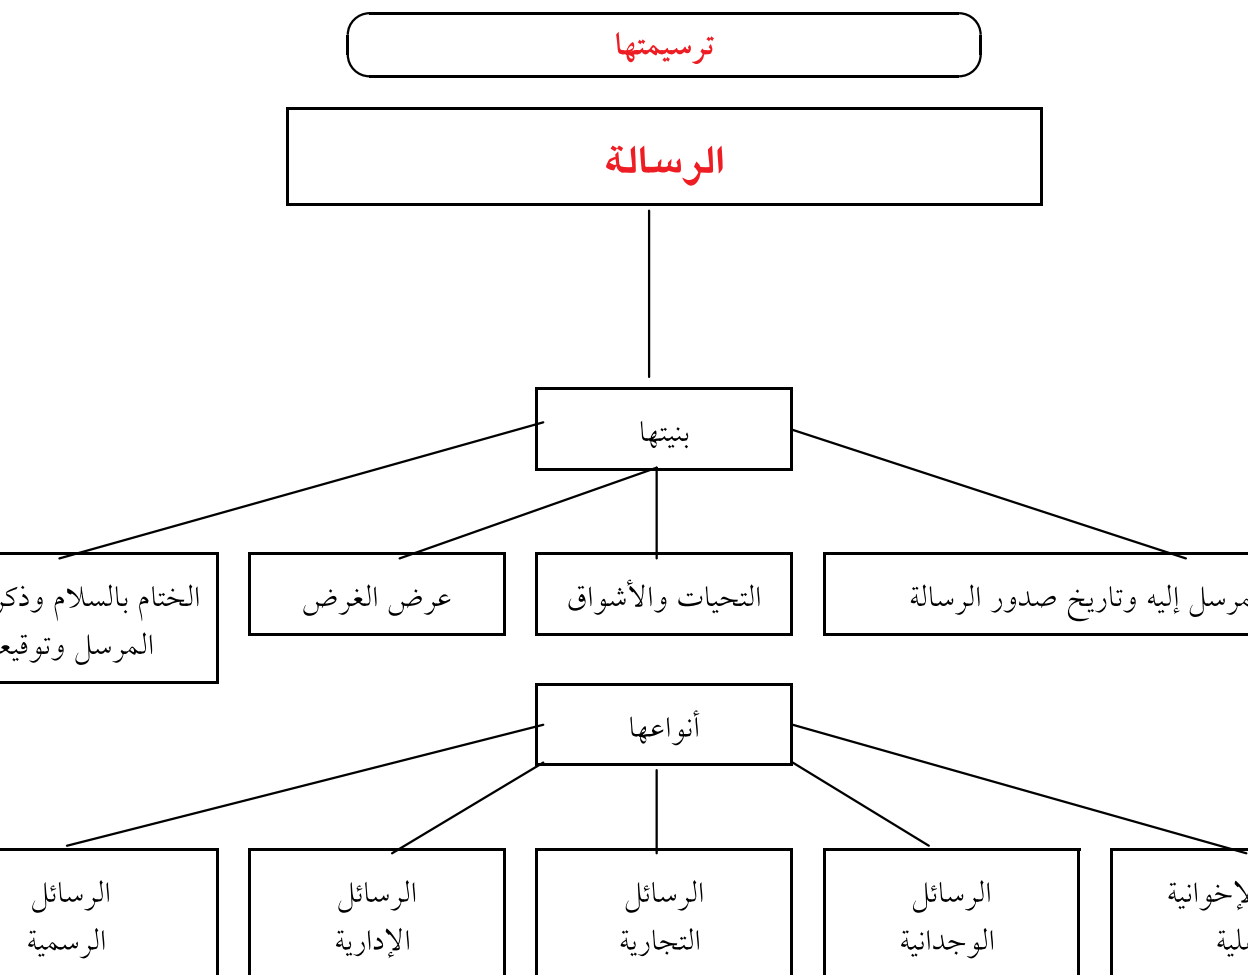 ترسيمتها
الرسالة
بنيتها
مرسل إليه وتاريخ صدور الرسالة
التحيات والأشواق
عرض الغرض
الختام بالسلام وذكر
المرسل وتوقيع
أنواعها
الإخوانية
الرسائل
الوجدانية
الرسائل
التجارية
الرسائل
الإدارية
الرسائل
الرسمية